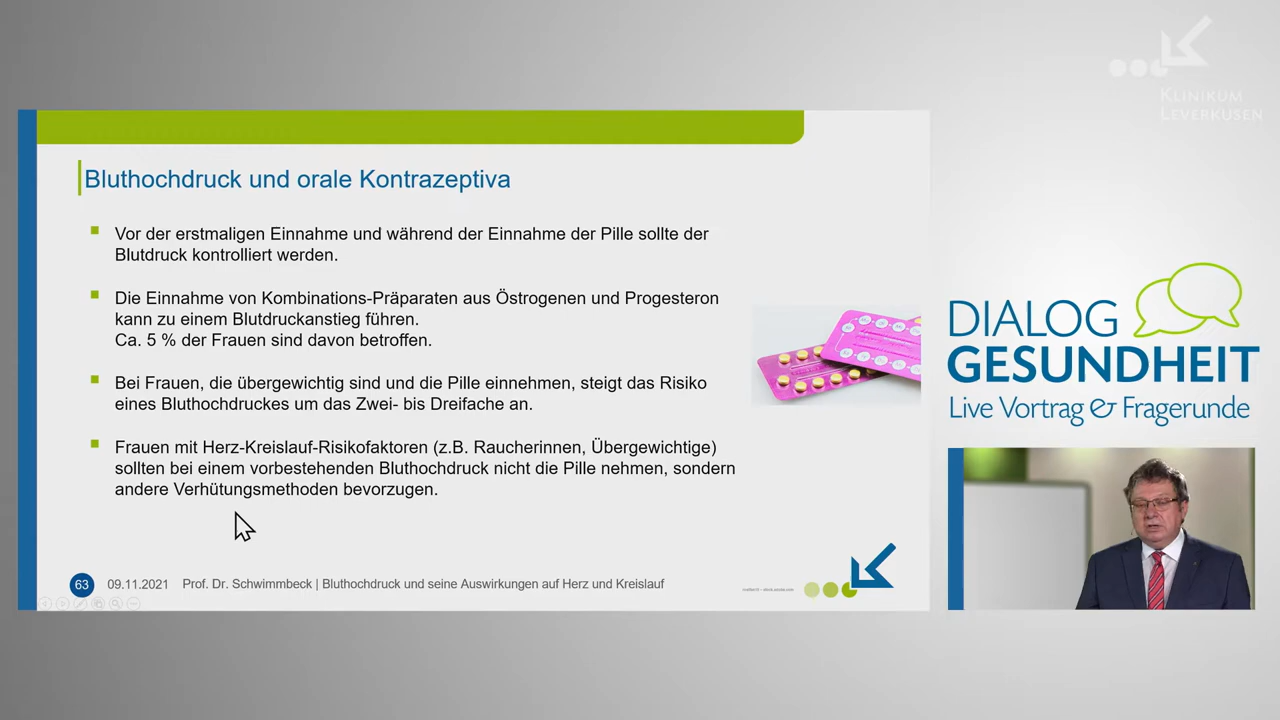 KLINIKUM
LEVERKUSEN
Bluthochdruck und orale Kontrazeptiva
Vor der erstmaligen Einnahme und während der Einnahme der Pille sollte der
Blutdruck kontrolliert werden.
Die Einnahme von Kombinations-Präparaten aus Östrogenen und Progesteron
kann zu einem Blutdruckanstieg führen.
Ca. 5 % der Frauen sind davon betroffen.
Bei Frauen, die übergewichtig sind und die Pille einnehmen, steigt das Risiko
eines Bluthochdruckes um das Zwei- bis Dreifache an.
Frauen mit Herz-Kreislauf-Risikofaktoren (z.B. Raucherinnen, Übergewichtige)
sollten bei einem vorbestehenden Bluthochdruck nicht die Pille nehmen, sondern
andere Verhütungsmethoden bevorzugen.
63 09.11.2021 Prof. Dr. Schwimmbeck | Bluthochdruck und seine Auswirkungen auf Herz und Kreislauf
DIALOG
GESUNDHEIT
Live Vortrag & Fragerunde